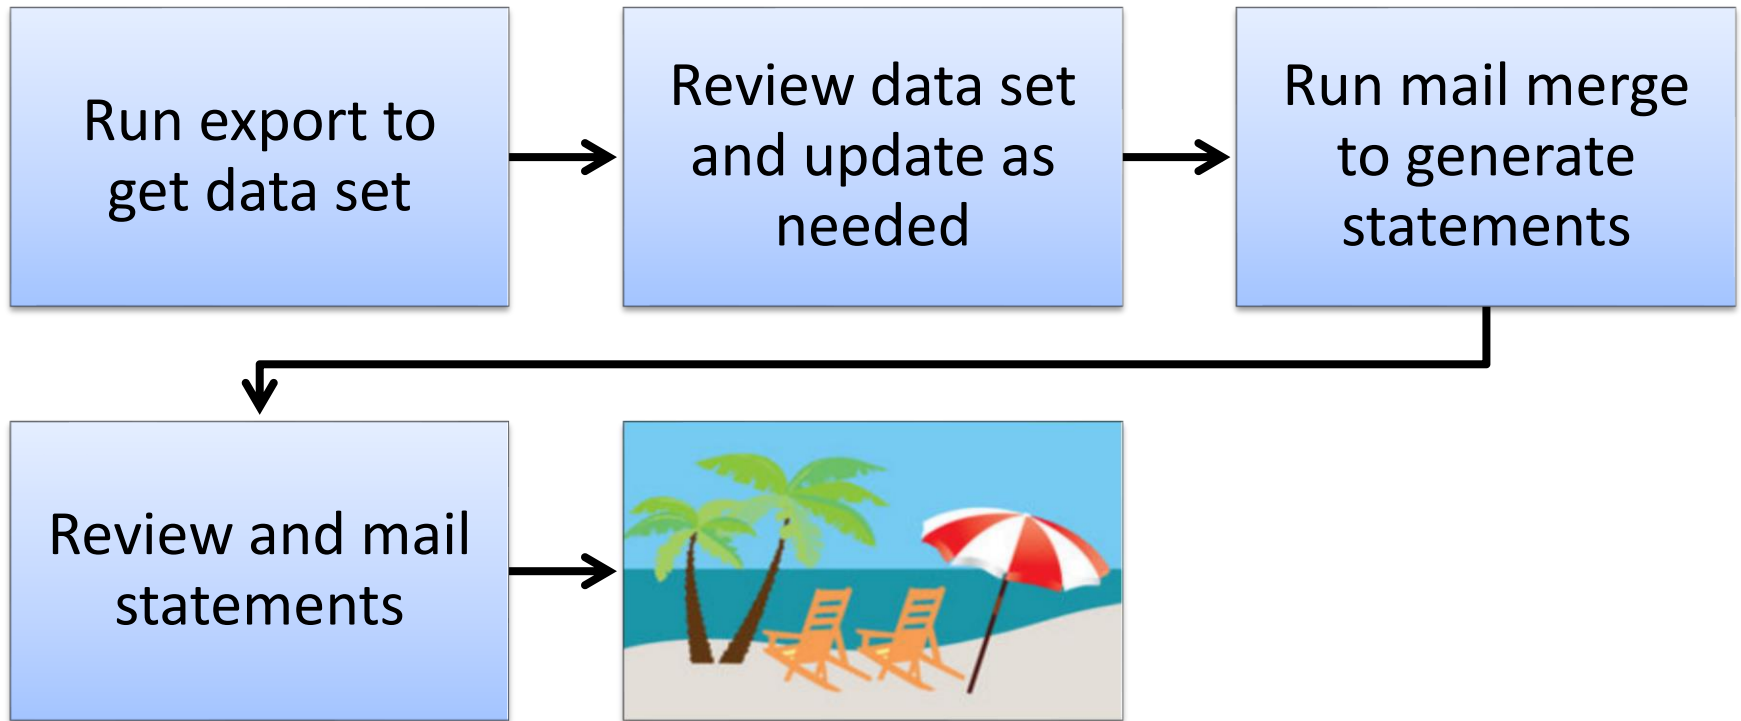 Run export to
get data set
Review data set
and update as
needed
Run mail merge
to generate
statements
Review and mail
statements